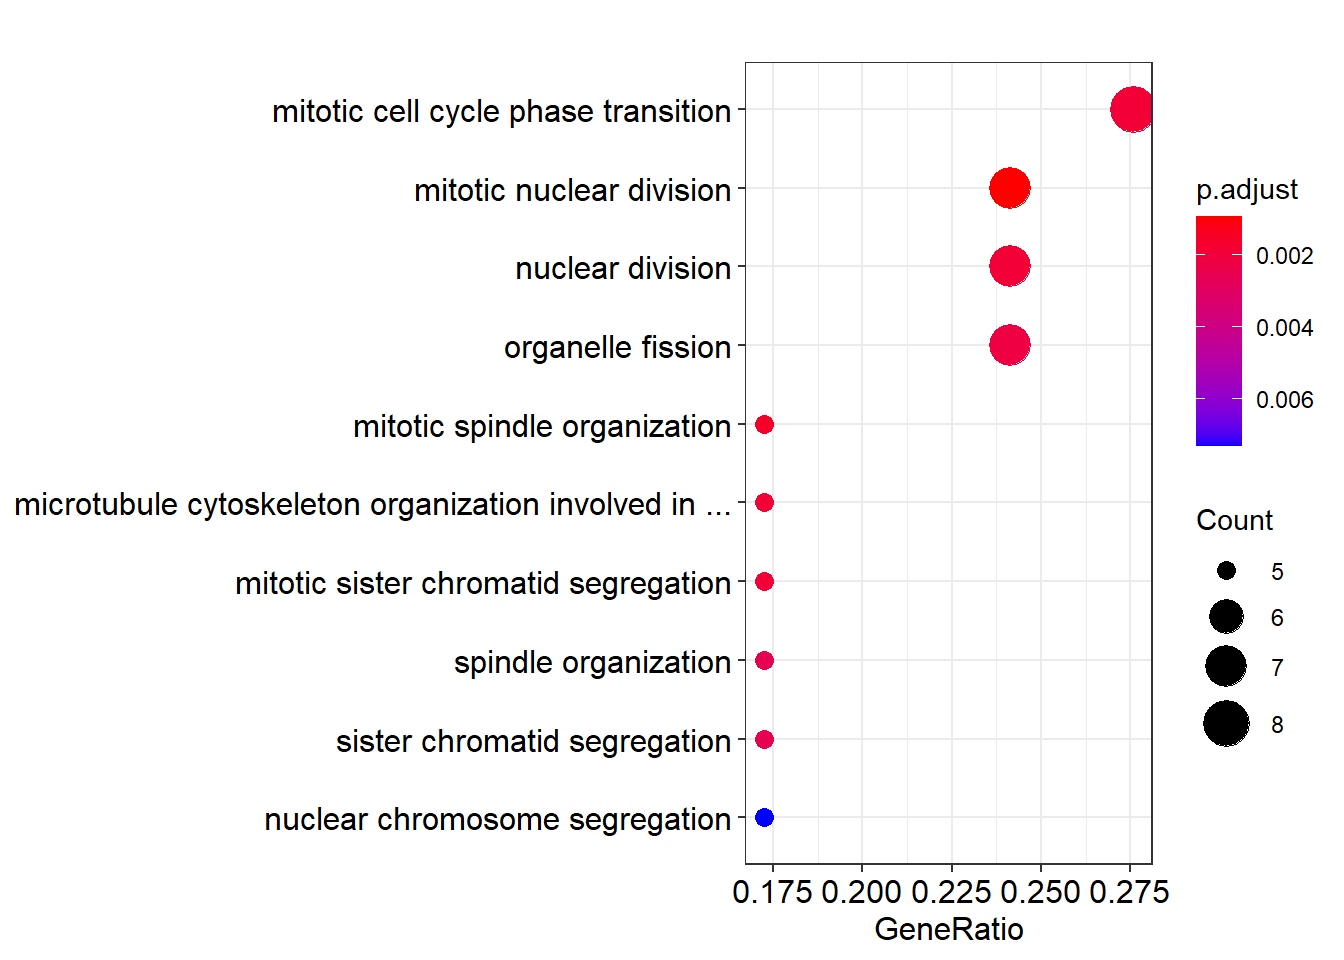 mitotic cell cycle phase transition
mitotic nuclear division
nuclear division
organelle fission
mitotic spindle organization
microtubule cytoskeleton organization involved in ...
mitotic sister chromatid segregation
spindle organization
sister chromatid segregation
nuclear chromosome segregation
0.175 0.200 0.225 0.250 0.275
GeneRatio
p.adjust
0.002
0.004
0.006
Count
5
6
7
8